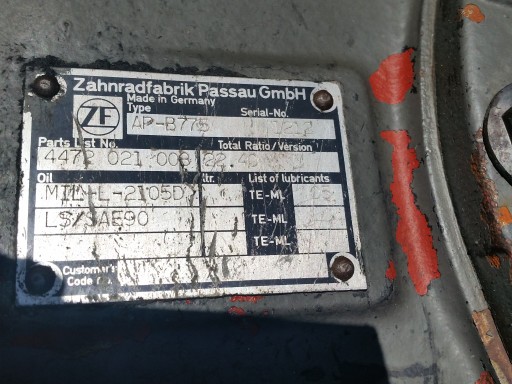 Zahnradfabrik Passau GmbH
Made in Germany
ZF
Type
Serial-No.
AP-B775
Parts List No.
Total Ratio/Version
4472 021 008
Oil
ltr.
List of lubricants
MIL-L-2105D
TE-ML
LS/SAE90
TE-ML
TE-ML
Customer's
Code